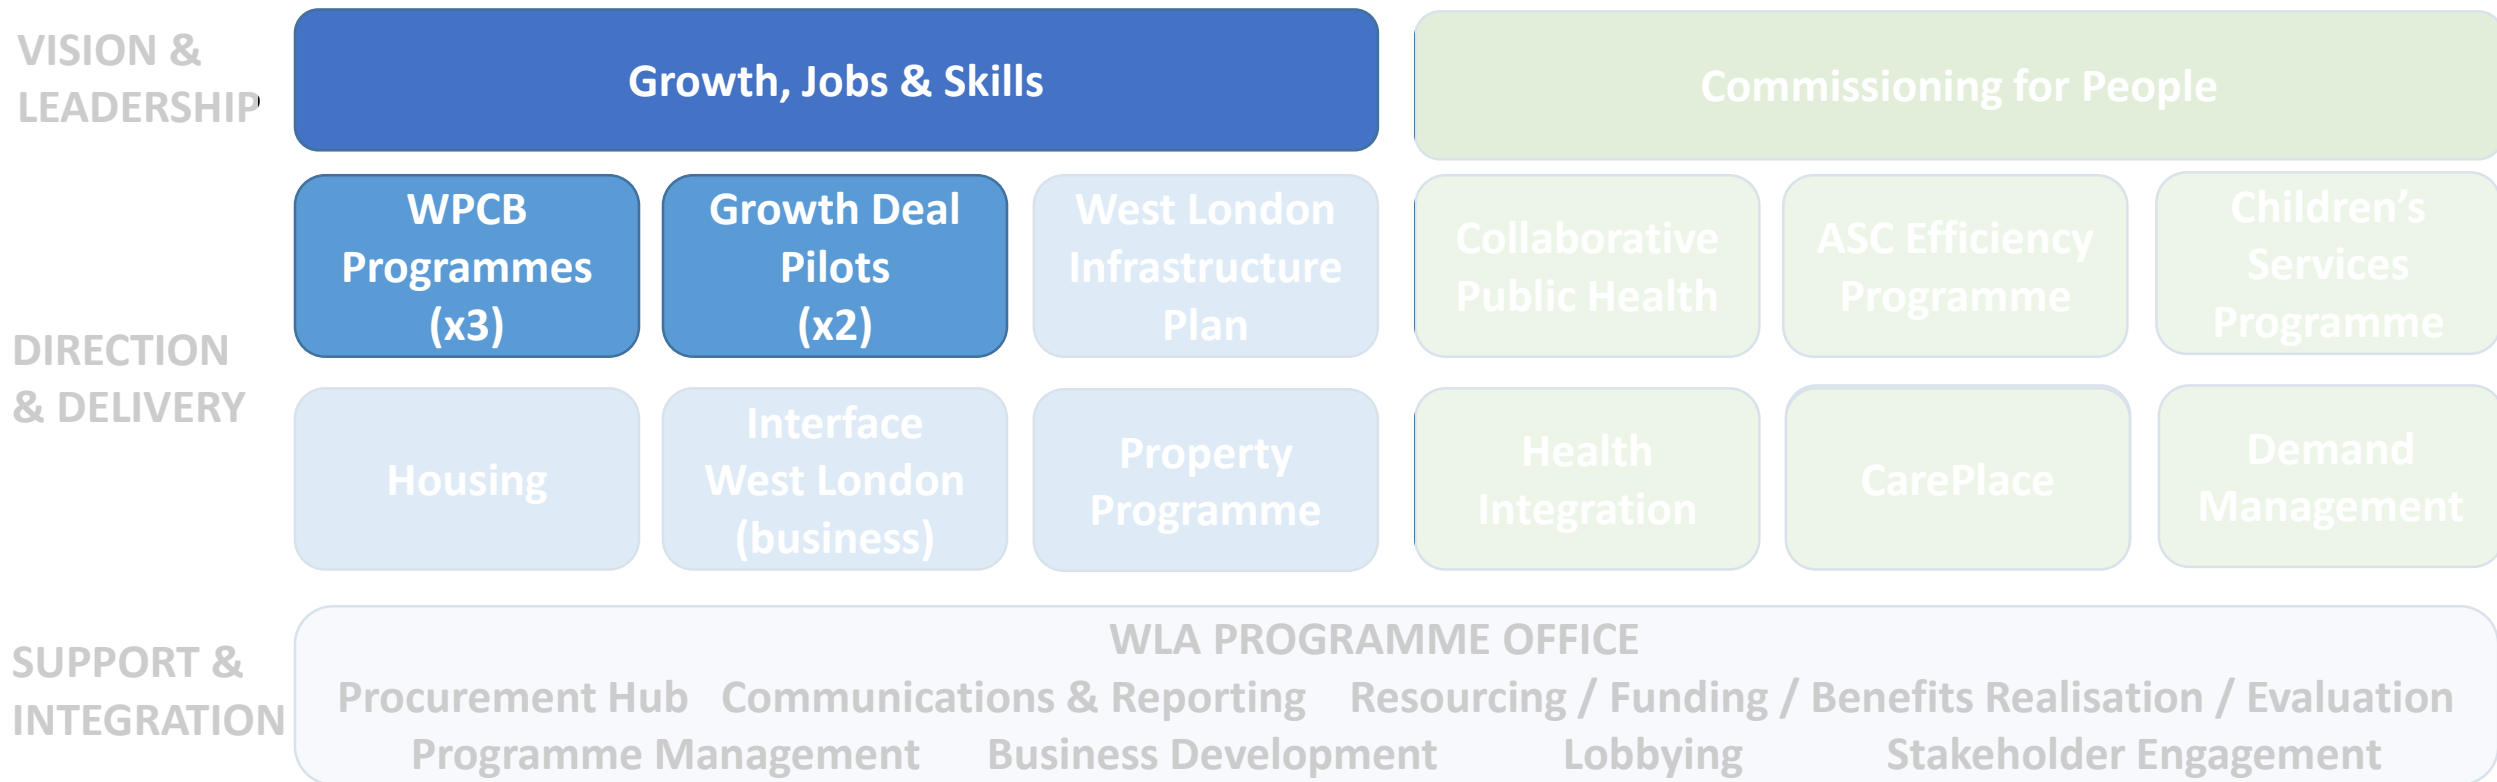 VISION &
LEADERSHIP
Growth, Jobs & Skills
Commissioning for People
DIRECTION
& DELIVERY
WPCB
Programmes
(x3)
Growth Deal
Pilots
(x2)
West London
Infrastructure
Plan
Collaborative
Public Health
ASC Efficiency
Programme
Children's
Services
Programme
Housing
Interface
West London
(business)
Property
Programme
Health
Integration
CarePlace
Demand
Management
SUPPORT &
INTEGRATION
WLA PROGRAMME OFFICE
Procurement Hub Communications & Reporting Resourcing / Funding / Benefits Realisation / Evaluation
Programme Management Business Development Lobbying Stakeholder Engagement